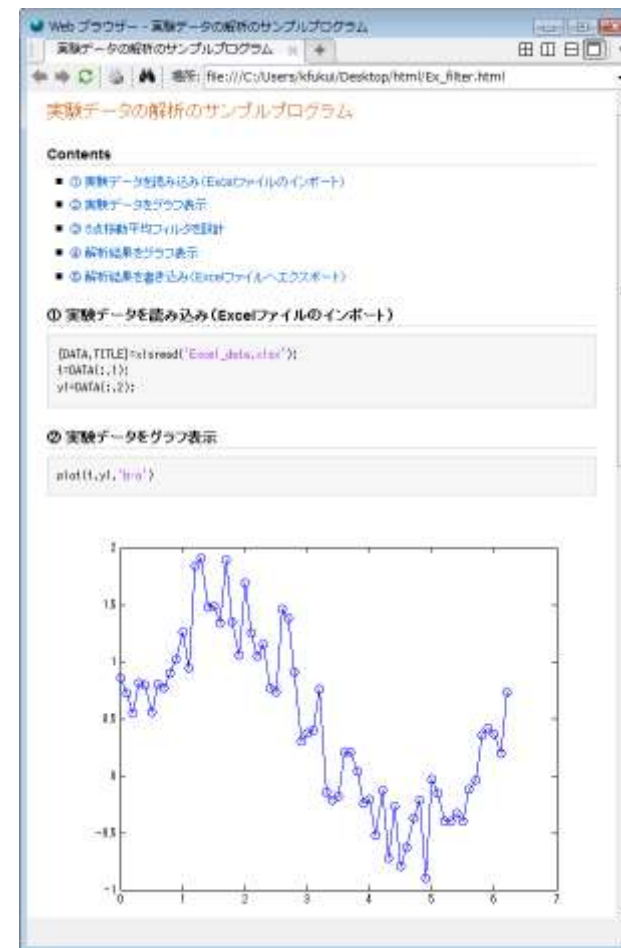 Web ブラウザー - 実験データの解析のサンプルプログラム
実験データの解析のサンプルプログラム
場所: file:///C:/Users/kfukui/Desktop/html/Ex_filter.html
実験データの解析のサンプルプログラム
Contents
① 実験データを読み込み(Excelファイルのインポート)
② 実験データをグラフ表示
③ 5点移動平均フィルタを設計
④ 解析結果をグラフ表示
⑤ 解析結果を書き込み(Excelファイルへエクスポート)
① 実験データを読み込み(Excelファイルのインポート)
[DATA,TITLE]=xlsread('Excel_data.xlsx');
t=DATA(:,1);
y1=DATA(:,2);
② 実験データをグラフ表示
plot(t,y1,'b-o')
2
1.5
1
0.5
0
-0.5
-1
0 1 2 3 4 5 6 7